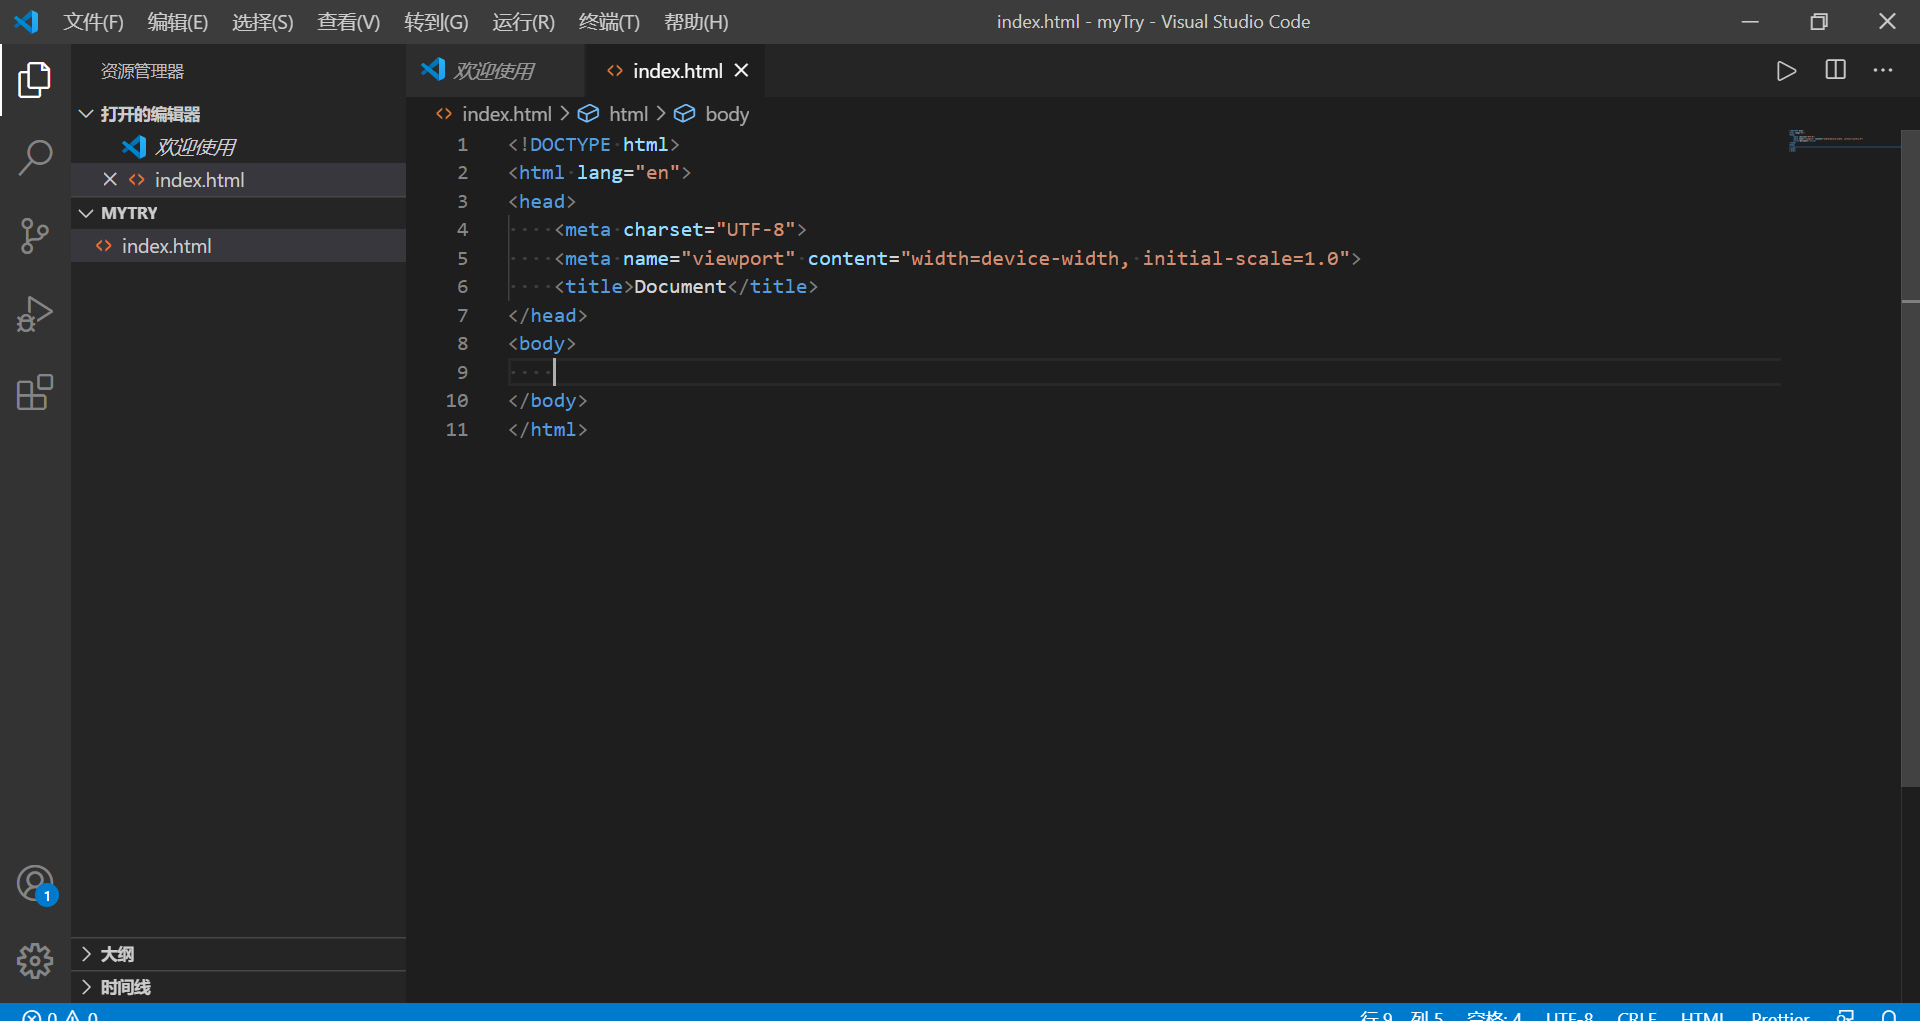 文件(F) 编辑(E) 选择(S) 查看(V) 转到(G) 运行(R) 终端(T) 帮助(H) index.html - myTry - Visual Studio Code
资源管理器
打开的编辑器
欢迎使用
index.html
MYTRY
index.html
大纲
时间线
1
欢迎使用 index.html
index.html > html > body
1 <!DOCTYPE html>
2 <html lang="en">
3 <head>
4 <meta charset="UTF-8">
5 <meta name="viewport" content="width=device-width, initial-scale=1.0">
6 <title>Document</title>
7 </head>
8 <body>
9
10 </body>
11 </html>
0 0 行 9, 列 5 空格: 4 UTF-8 CRLF HTML Prettier